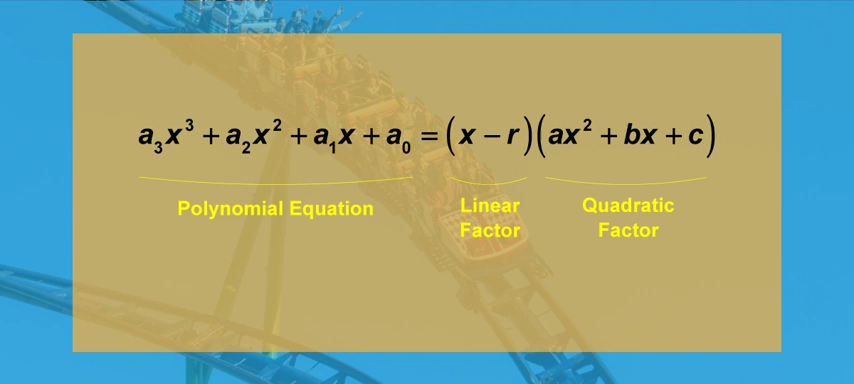 a₃x³ + a₂x² + a₁x + a₀ = (x − r)(ax² + bx + c)
Polynomial Equation
Linear
Factor
Quadratic
Factor